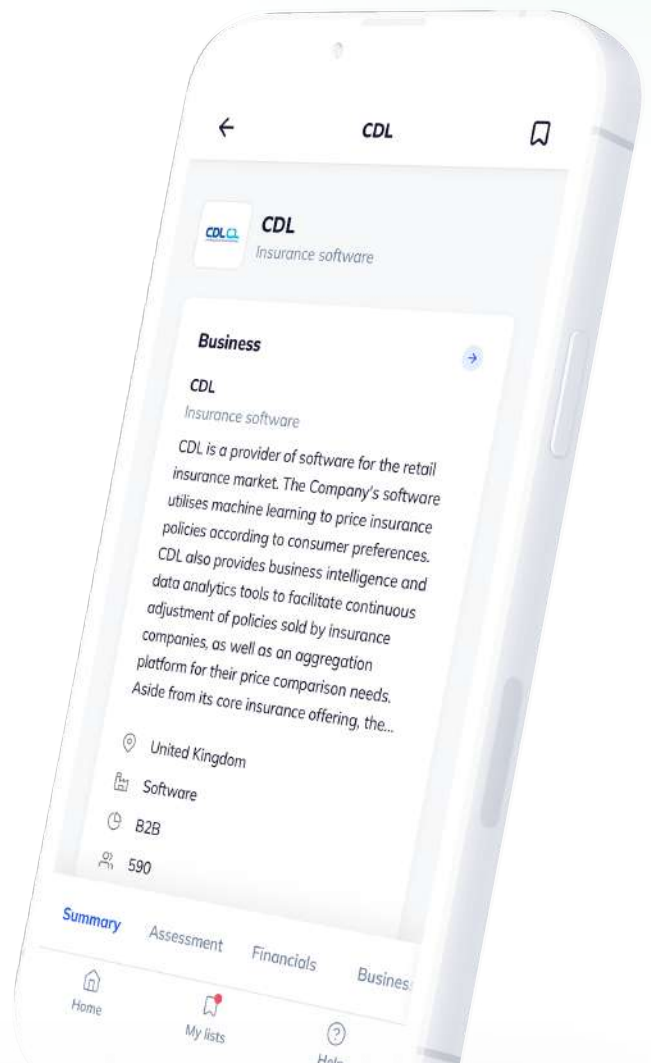 CDL
CDL
CDL
Insurance software
Business
CDL
Insurance software
CDL is a provider of software for the retail
insurance market. The Company's software
utilises machine learning to price insurance
policies according to consumer preferences.
CDL also provides business intelligence and
data analytics tools to facilitate continuous
adjustment of policies sold by insurance
companies, as well as an aggregation
platform for their price comparison needs.
Aside from its core insurance offering, the...
United Kingdom
Software
B2B
590
Summary Assessment Financials Busines
Home My lists Help